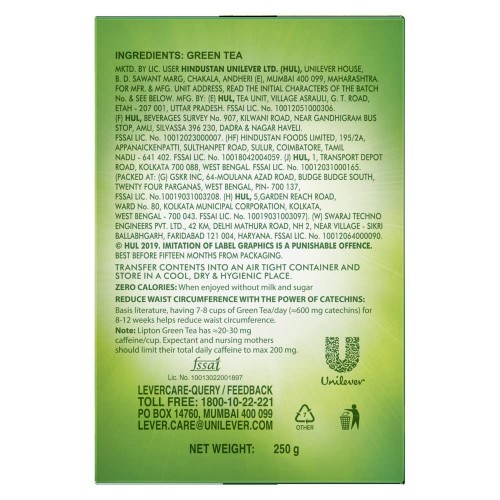 INGREDIENTS: GREEN TEA
MKTD. BY LIC. USER HINDUSTAN UNILEVER LTD. (HUL), UNILEVER HOUSE,
B. D. SAWANT MARG, CHAKALA, ANDHERI (E), MUMBAI 400 099, MAHARASHTRA.
FOR MFR. & MFG. UNIT ADDRESS, READ THE INITIAL CHARACTERS OF THE BATCH
No. & SEE BELOW. MFG. BY: (E) HUL, TEA UNIT, VILLAGE ASRAULI, G. T. ROAD,
ETAH - 207 001, UTTAR PRADESH. FSSAI LIC. No. 10012051000306.
(F) HUL, BEVERAGES SURVEY No. 907, KILWANI ROAD, NEAR GANDHIGRAM BUS
STOP, AMLI, SILVASSA 396 230, DADRA & NAGAR HAVELI.
FSSAI LIC. No. 10012023000007. (HF) HINDUSTAN FOODS LIMITED, 195/2A,
APPANAICKENPATTI, SULTHANPET ROAD, SULUR, COIMBATORE, TAMIL
NADU - 641 402. FSSAI LIC. No. 10018042004059. (J) HUL, 1, TRANSPORT DEPOT
ROAD, KOLKATA 700 088, WEST BENGAL. FSSAI LIC. No. 10012031000165.
(PACKED AT: (G) GSKR INC, 64-MOULANA AZAD ROAD, BUDGE BUDGE SOUTH,
TWENTY FOUR PARGANAS, WEST BENGAL, PIN- 700 137,
FSSAI LIC. No. 10019031003208. (H) HUL, 5,GARDEN REACH ROAD,
WARD No. 80, KOLKATA MUNICIPAL CORPORATION, KOLKATA,
WEST BENGAL - 700 043. FSSAI LIC. No. 10019031003097). (W) SWARAJ TECHNO
ENGINEERS PVT. LTD., 42 KM, DELHI MATHURA ROAD, NH 2, NEAR VILLAGE - SIKRI
BALLABHGARH, FARIDABAD 121 004, HARYANA. FSSAI LIC. No. 10012064000090.
© HUL 2019. IMITATION OF LABEL GRAPHICS IS A PUNISHABLE OFFENCE.
BEST BEFORE FIFTEEN MONTHS FROM PACKAGING.
TRANSFER CONTENTS INTO AN AIR TIGHT CONTAINER AND
STORE IN A COOL, DRY & HYGIENIC PLACE.
ZERO CALORIES: When enjoyed without milk and sugar
REDUCE WAIST CIRCUMFERENCE WITH THE POWER OF CATECHINS:
Basis literature, having 7-8 cups of Green Tea/day (≈600 mg catechins) for
8-12 weeks helps reduce waist circumference.
Note: Lipton Green Tea has ≈20-30 mg
caffeine/cup. Expectant and nursing mothers
should limit their total daily caffeine to max 200 mg.
fssai
Lic. No. 10013022001897
Unilever
LEVERCARE-QUERY / FEEDBACK
TOLL FREE: 1800-10-22-221
PO BOX 14760, MUMBAI 400 099
LEVER.CARE@UNILEVER.COM
7
OTHER
NET WEIGHT: 250 g